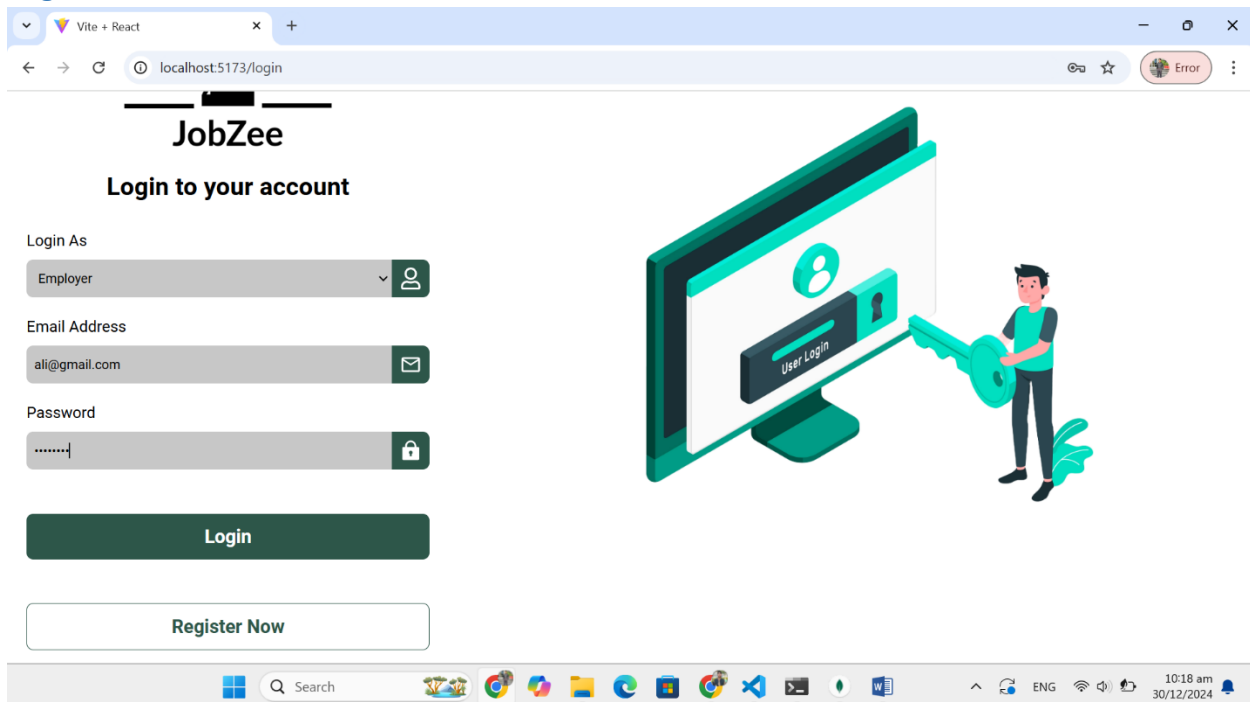 Vite + React
localhost:5173/login
Error
JobZee
Login to your account
Login As
Employer
Email Address
ali@gmail.com
Password
••••••••
Login
Register Now
User Login
Search
ENG
10:18 am
30/12/2024